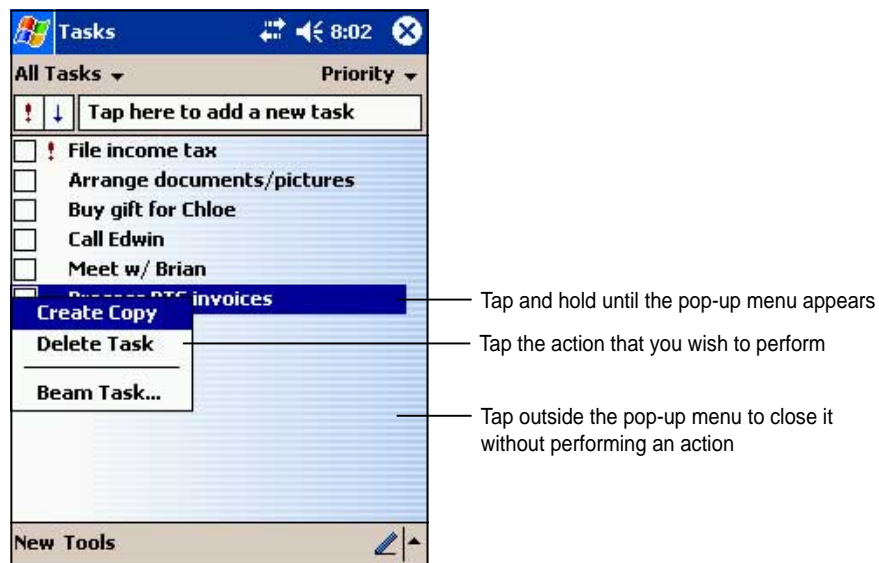 Tasks 8:02
All Tasks Priority
! ↓ Tap here to add a new task
! File income tax
Arrange documents/pictures
Buy gift for Chloe
Call Edwin
Meet w/ Brian
invoices
Create Copy
Delete Task
Beam Task...
New Tools
Tap and hold until the pop-up menu appears
Tap the action that you wish to perform
Tap outside the pop-up menu to close it
without performing an action